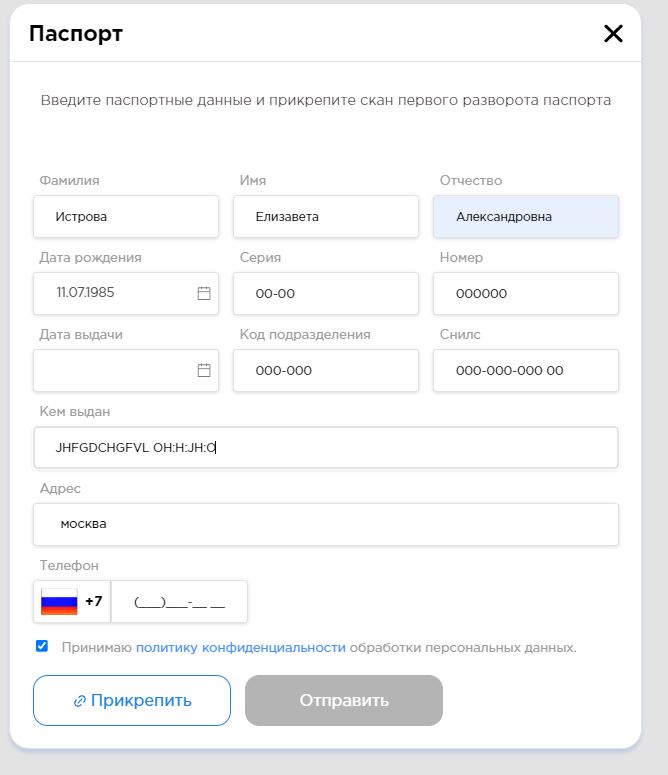 Паспорт
Введите паспортные данные и прикрепите скан первого разворота паспорта
Фамилия Имя Отчество
Истрова Елизавета Александровна
Дата рождения Серия Номер
11.07.1985 00-00 000000
Дата выдачи Код подразделения Снилс
000-000 000-000-000 00
Кем выдан
JHFGDCHGFVL OH:H:JH:O
Адрес
москва
Телефон
+7 (___)___-__ __
Принимаю политику конфиденциальности обработки персональных данных.
Прикрепить Отправить